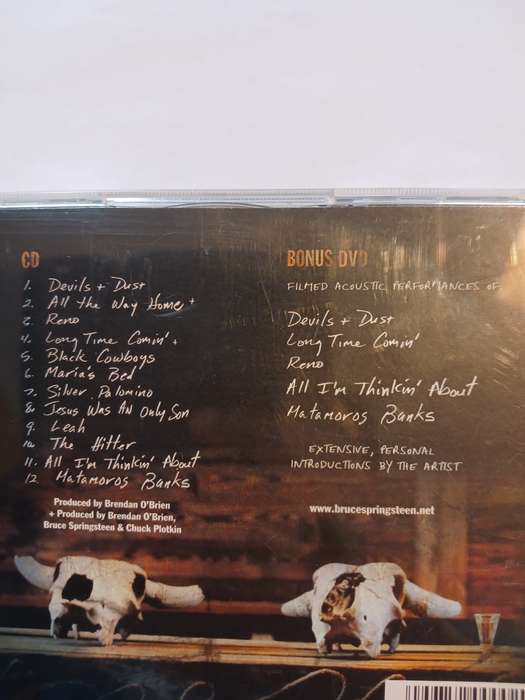 CD
1. Devils + Dust
2. All the Way Home +
3. Reno
4. Long Time Comin' +
5. Black Cowboys
6. Maria's Bed
7. Silver Palomino
8. Jesus Was An Only Son
9. Leah
10. The Hitter
11. All I'm Thinkin' About
12 Matamoros Banks
Produced by Brendan O'Brien
+ Produced by Brendan O'Brien,
Bruce Springsteen & Chuck Plotkin
BONUS DVD
FILMED ACOUSTIC PERFORMANCES OF
Devils + Dust
Long Time Comin'
Reno
All I'm Thinkin' About
Matamoros Banks
EXTENSIVE, PERSONAL
INTRODUCTIONS BY THE ARTIST
www.brucespringsteen.net